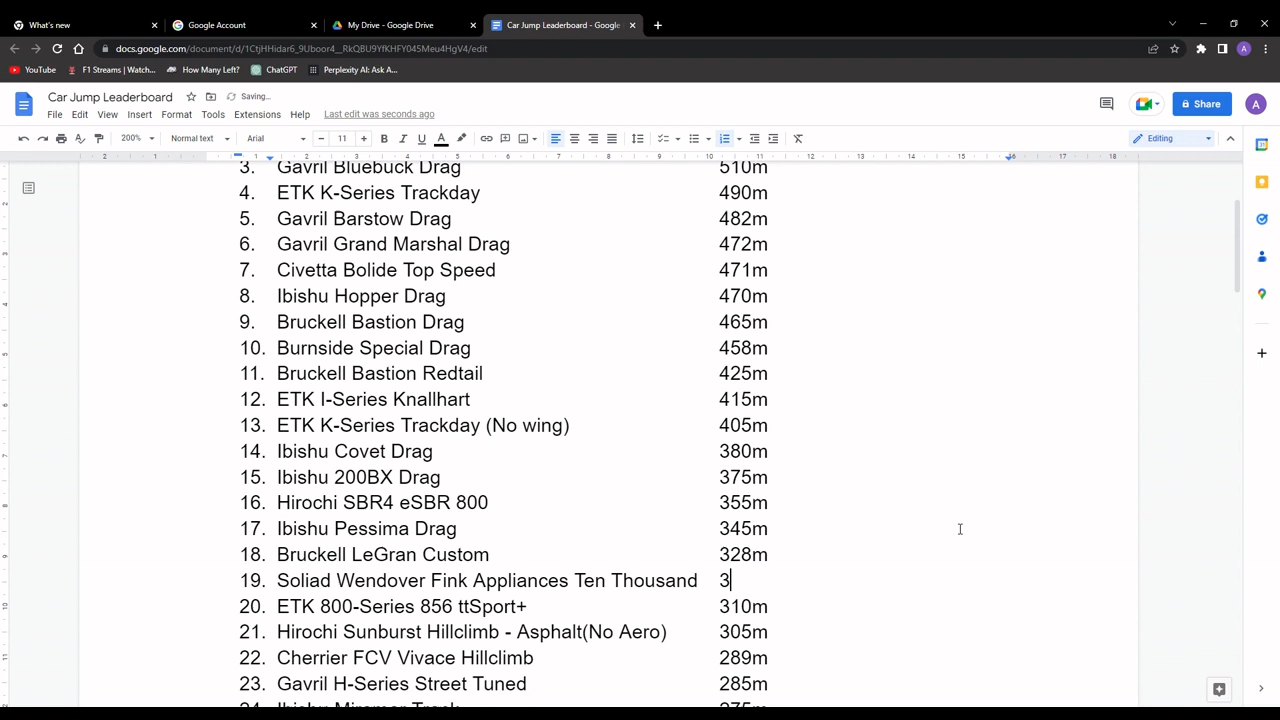 What's new
Google Account
My Drive - Google Drive
Car Jump Leaderboard - Google
docs.google.com/document/d/1CtjHHidar6_9Uboor4__RkQBU9YfKHFY045Meu4HgV4/edit
YouTube
F1 Streams | Watch...
How Many Left?
ChatGPT
Perplexity AI: Ask A...
Car Jump Leaderboard
Saving...
File Edit View Insert Format Tools Extensions Help Last edit was seconds ago
Share
A
200% Normal text Arial 11 Editing
3. Gavril Bluebuck Drag 510m
4. ETK K-Series Trackday 490m
5. Gavril Barstow Drag 482m
6. Gavril Grand Marshal Drag 472m
7. Civetta Bolide Top Speed 471m
8. Ibishu Hopper Drag 470m
9. Bruckell Bastion Drag 465m
10. Burnside Special Drag 458m
11. Bruckell Bastion Redtail 425m
12. ETK I-Series Knallhart 415m
13. ETK K-Series Trackday (No wing) 405m
14. Ibishu Covet Drag 380m
15. Ibishu 200BX Drag 375m
16. Hirochi SBR4 eSBR 800 355m
17. Ibishu Pessima Drag 345m
18. Bruckell LeGran Custom 328m
19. Soliad Wendover Fink Appliances Ten Thousand 3
20. ETK 800-Series 856 ttSport+ 310m
21. Hirochi Sunburst Hillclimb - Asphalt(No Aero) 305m
22. Cherrier FCV Vivace Hillclimb 289m
23. Gavril H-Series Street Tuned 285m
24. Ibishu Miramar Track 275m